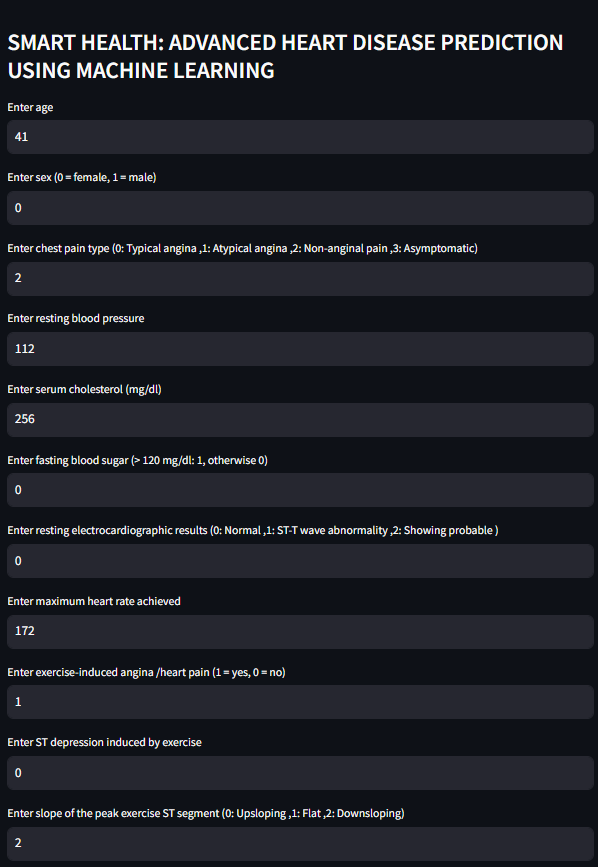 SMART HEALTH: ADVANCED HEART DISEASE PREDICTION
USING MACHINE LEARNING
Enter age
41
Enter sex (0 = female, 1 = male)
0
Enter chest pain type (0: Typical angina ,1: Atypical angina ,2: Non-anginal pain ,3: Asymptomatic)
2
Enter resting blood pressure
112
Enter serum cholesterol (mg/dl)
256
Enter fasting blood sugar (> 120 mg/dl: 1, otherwise 0)
0
Enter resting electrocardiographic results (0: Normal ,1: ST-T wave abnormality ,2: Showing probable )
0
Enter maximum heart rate achieved
172
Enter exercise-induced angina /heart pain (1 = yes, 0 = no)
1
Enter ST depression induced by exercise
0
Enter slope of the peak exercise ST segment (0: Upsloping ,1: Flat ,2: Downsloping)
2